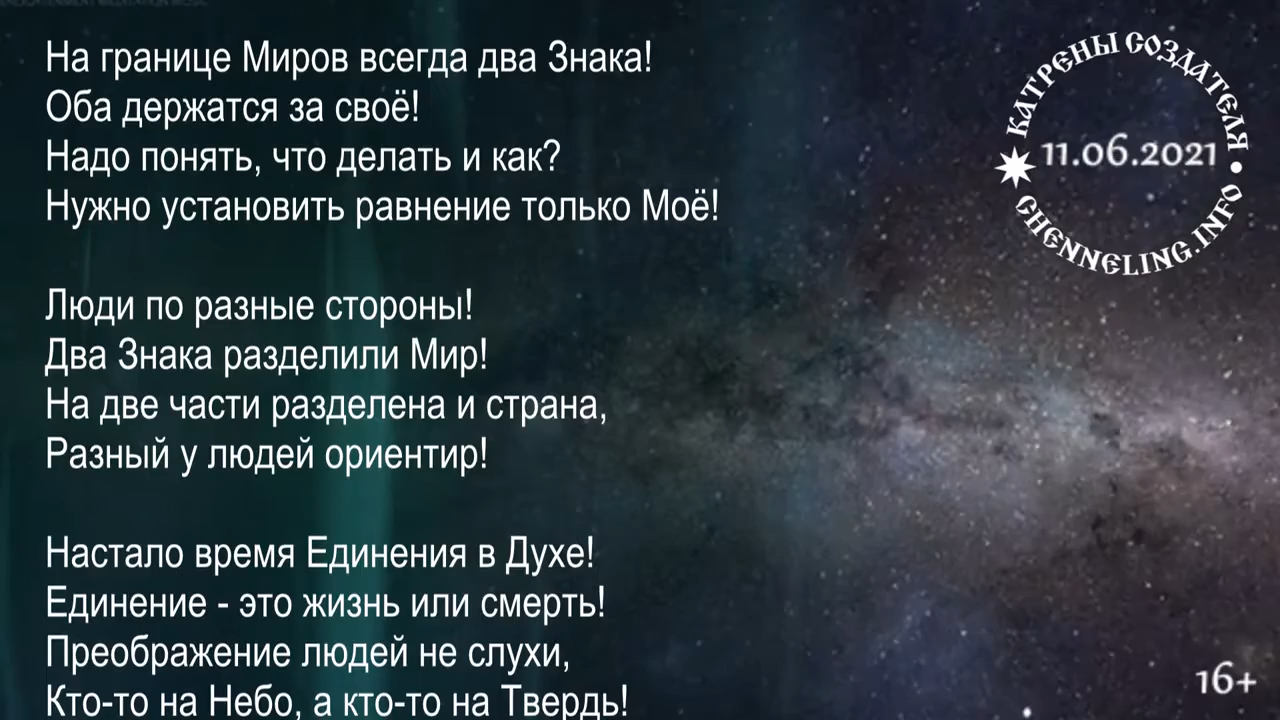 На границе Миров всегда два Знака!
Оба держатся за своё!
Надо понять, что делать и как?
Нужно установить равнение только Моё!
Люди по разные стороны!
Два Знака разделили Мир!
На две части разделена и страна,
Разный у людей ориентир!
Настало время Единения в Духе!
Единение - это жизнь или смерть!
Преображение людей не слухи,
Кто-то на Небо, а кто-то на Твердь!
КАТРЕНЫ СОЗДАТЕЛЯ
11.06.2021
CHENNELING.INFO
16+